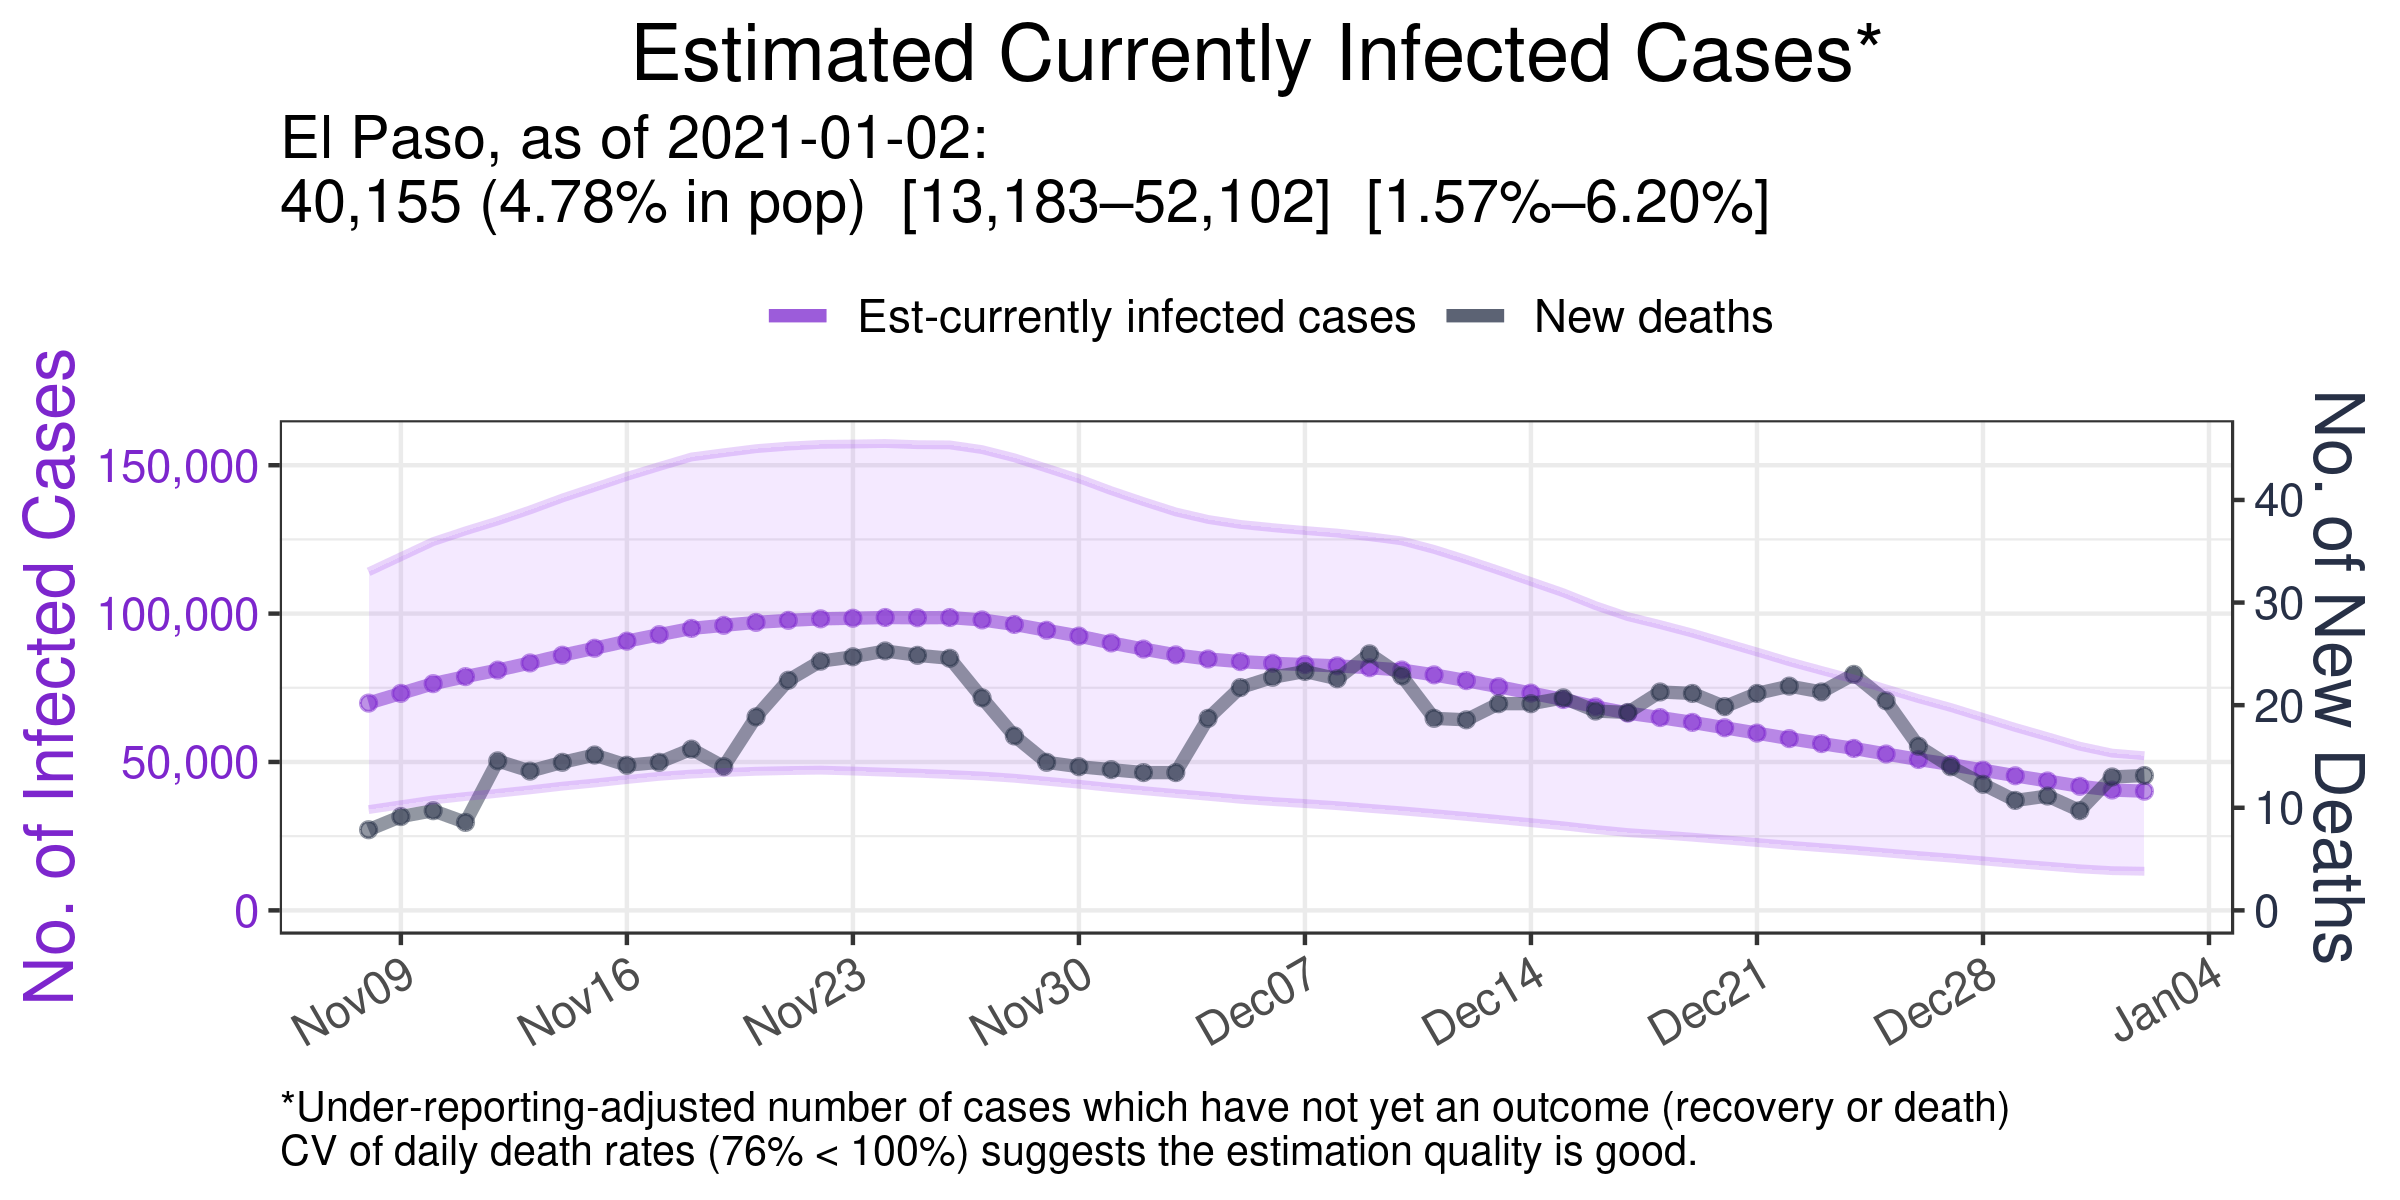 Estimated Currently Infected Cases*
El Paso, as of 2021-01-02:
40,155 (4.78% in pop) [13,183–52,102] [1.57%–6.20%]
Est-currently infected cases
New deaths
No. of Infected Cases
150,000
100,000
50,000
0
No. of New Deaths
40
30
20
10
0
Nov09
Nov16
Nov23
Nov30
Dec07
Dec14
Dec21
Dec28
Jan04
*Under-reporting-adjusted number of cases which have not yet an outcome (recovery or death)
CV of daily death rates (76% < 100%) suggests the estimation quality is good.